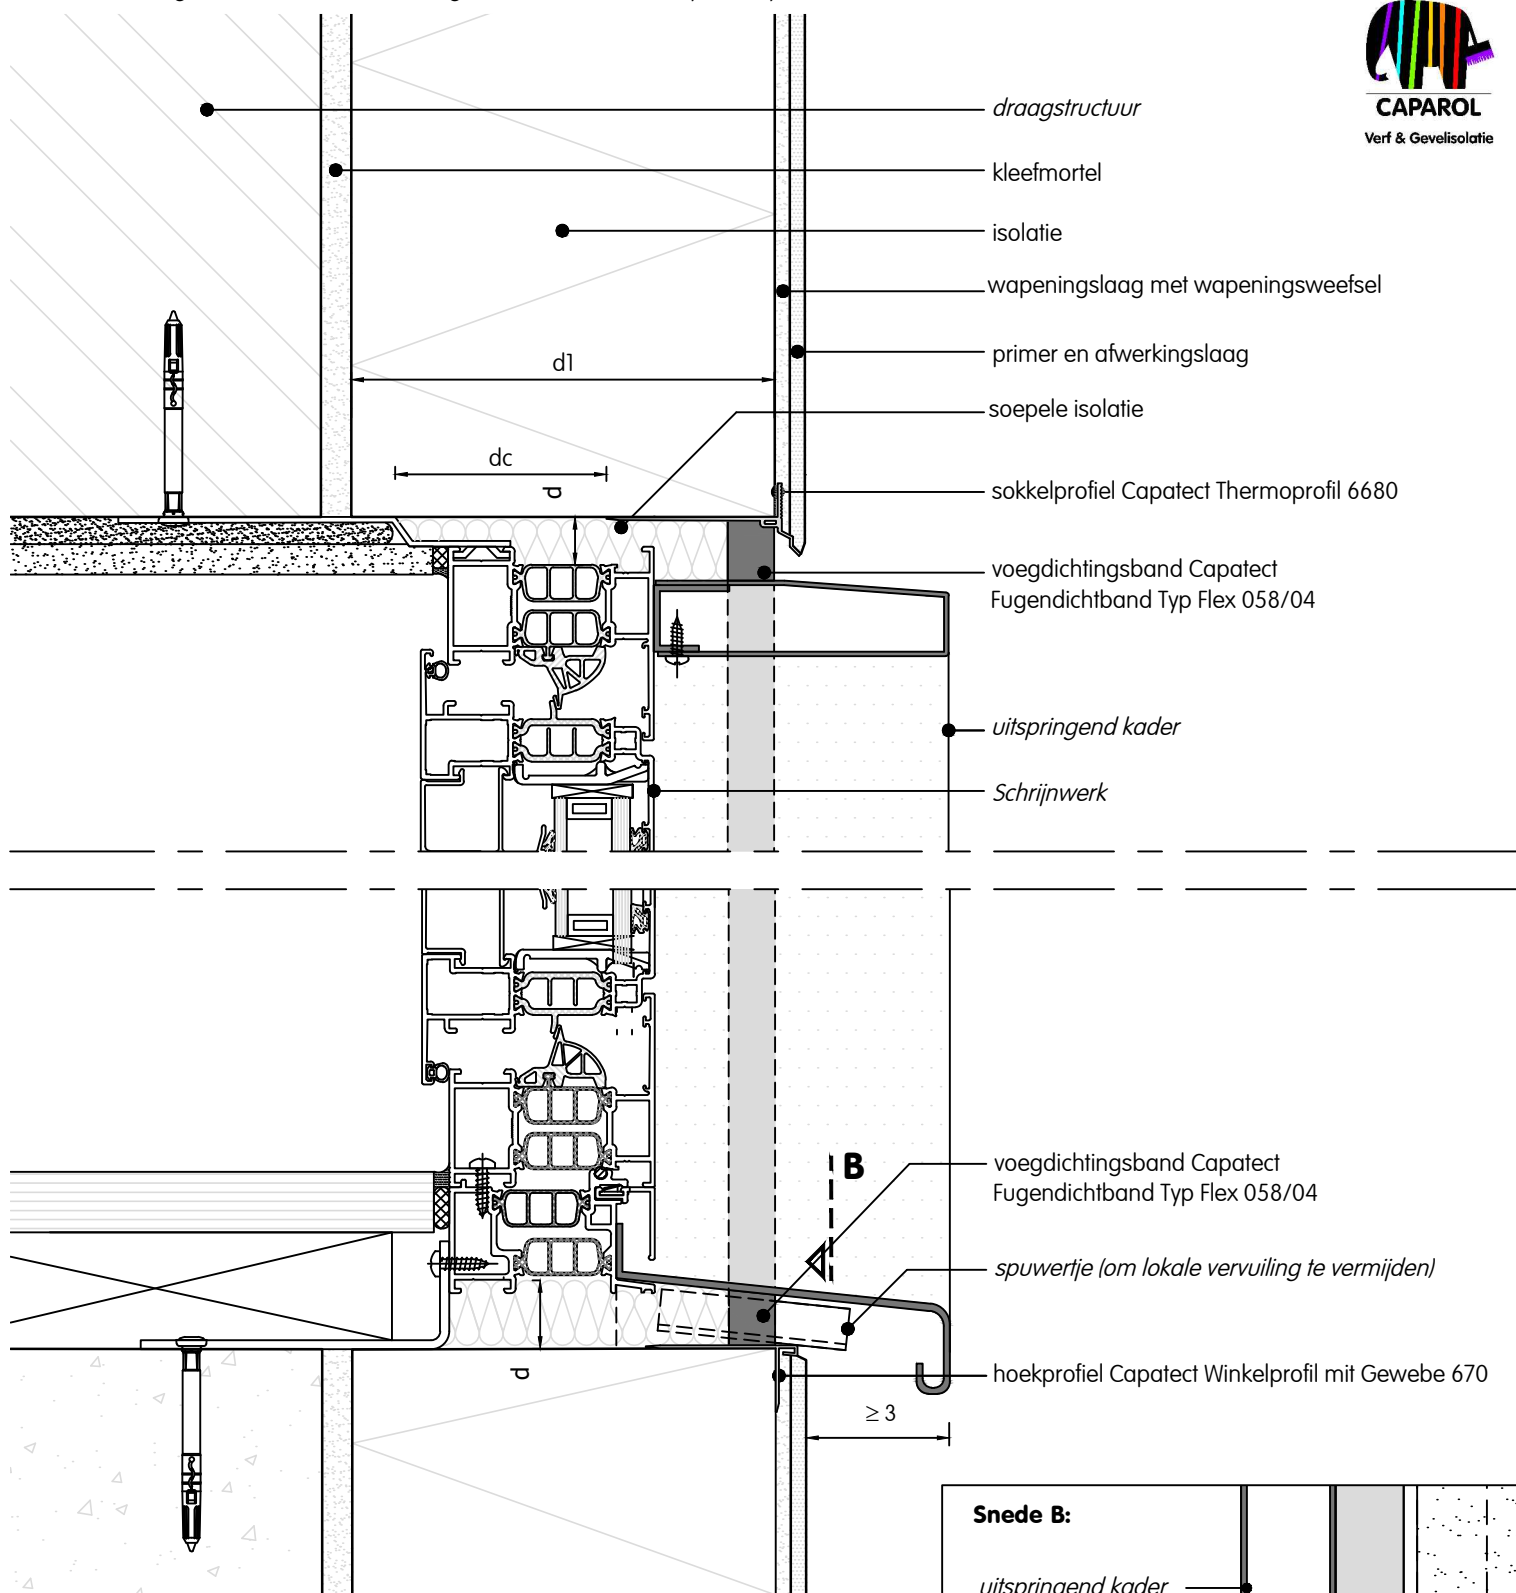 CAPAROL
Verf & Gevelisolatie
draagstructuur
kleefmortel
isolatie
wapeningslaag met wapeningsweefsel
primer en afwerkingslaag
d1
soepele isolatie
dc
d
sokkelprofiel Capatect Thermoprofil 6680
voegdichtingsband Capatect
Fugendichtband Typ Flex 058/04
uitspringend kader
Schrijnwerk
B
voegdichtingsband Capatect
Fugendichtband Typ Flex 058/04
spuwertje (om lokale vervuiling te vermijden)
d
hoekprofiel Capatect Winkelprofil mit Gewebe 670
≥ 3
Snede B:
uitspringend kader